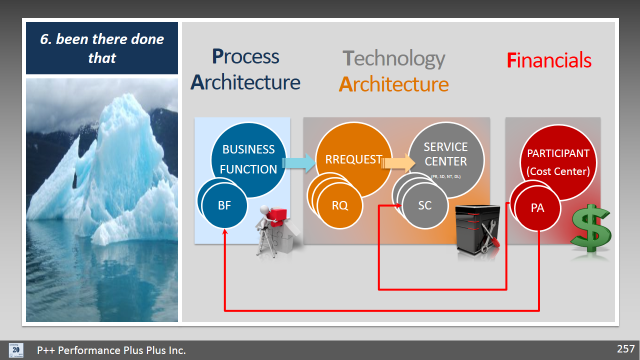 6. been there done
that
Process
Architecture
Technology
Architecture
Financials
BUSINESS
FUNCTION
BF
RREQUEST
RQ
SERVICE
CENTER
SC
PARTICIPANT
(Cost Center)
PA
20
P++ Performance Plus Plus Inc.
257